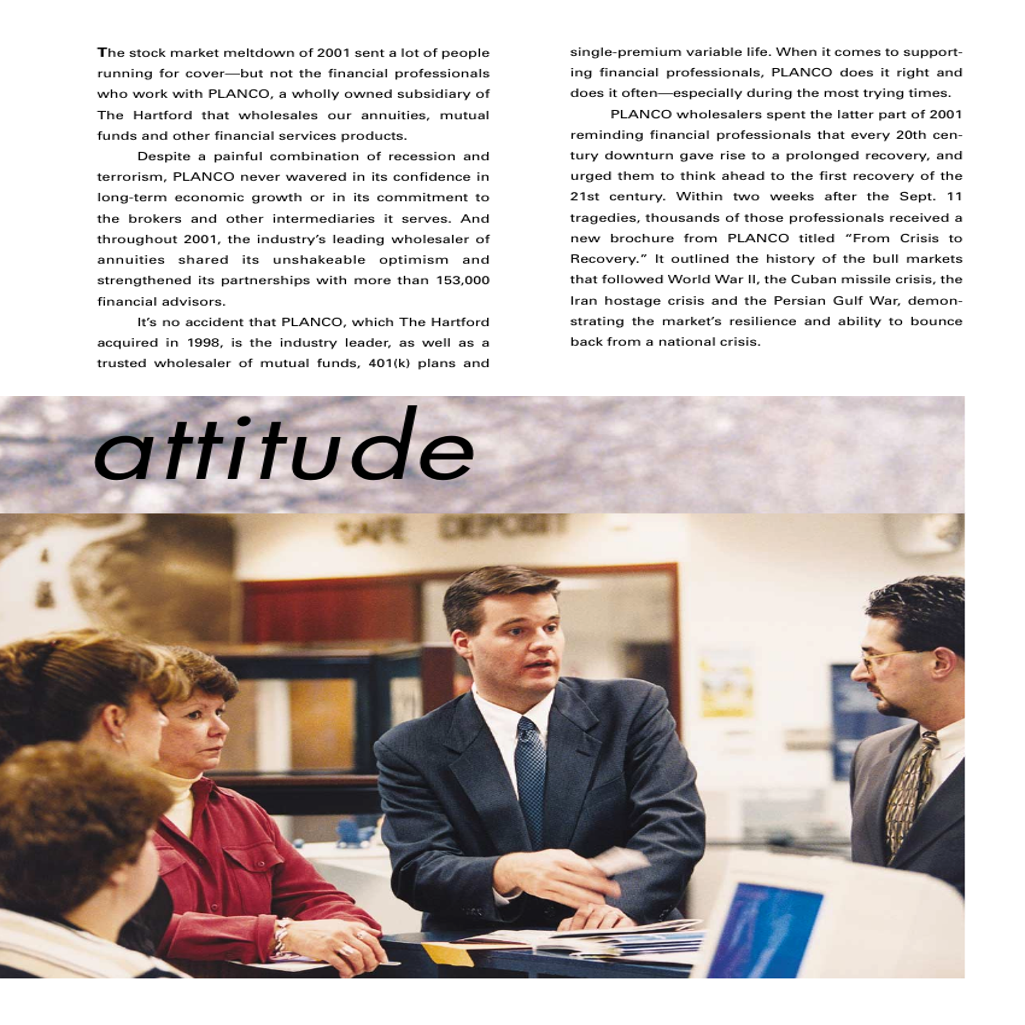 The stock market meltdown of 2001 sent a lot of people
running for cover—but not the financial professionals
who work with PLANCO, a wholly owned subsidiary of
The Hartford that wholesales our annuities, mutual
funds and other financial services products.
Despite a painful combination of recession and
terrorism, PLANCO never wavered in its confidence in
long-term economic growth or in its commitment to
the brokers and other intermediaries it serves. And
throughout 2001, the industry’s leading wholesaler of
annuities shared its unshakeable optimism and
strengthened its partnerships with more than 153,000
financial advisors.
It’s no accident that PLANCO, which The Hartford
acquired in 1998, is the industry leader, as well as a
trusted wholesaler of mutual funds, 401(k) plans and
single-premium variable life. When it comes to support-
ing financial professionals, PLANCO does it right and
does it often—especially during the most trying times.
PLANCO wholesalers spent the latter part of 2001
reminding financial professionals that every 20th cen-
tury downturn gave rise to a prolonged recovery, and
urged them to think ahead to the first recovery of the
21st century. Within two weeks after the Sept. 11
tragedies, thousands of those professionals received a
new brochure from PLANCO titled “From Crisis to
Recovery.” It outlined the history of the bull markets
that followed World War II, the Cuban missile crisis, the
Iran hostage crisis and the Persian Gulf War, demon-
strating the market’s resilience and ability to bounce
back from a national crisis.
attitude
SAFE DEPOSIT